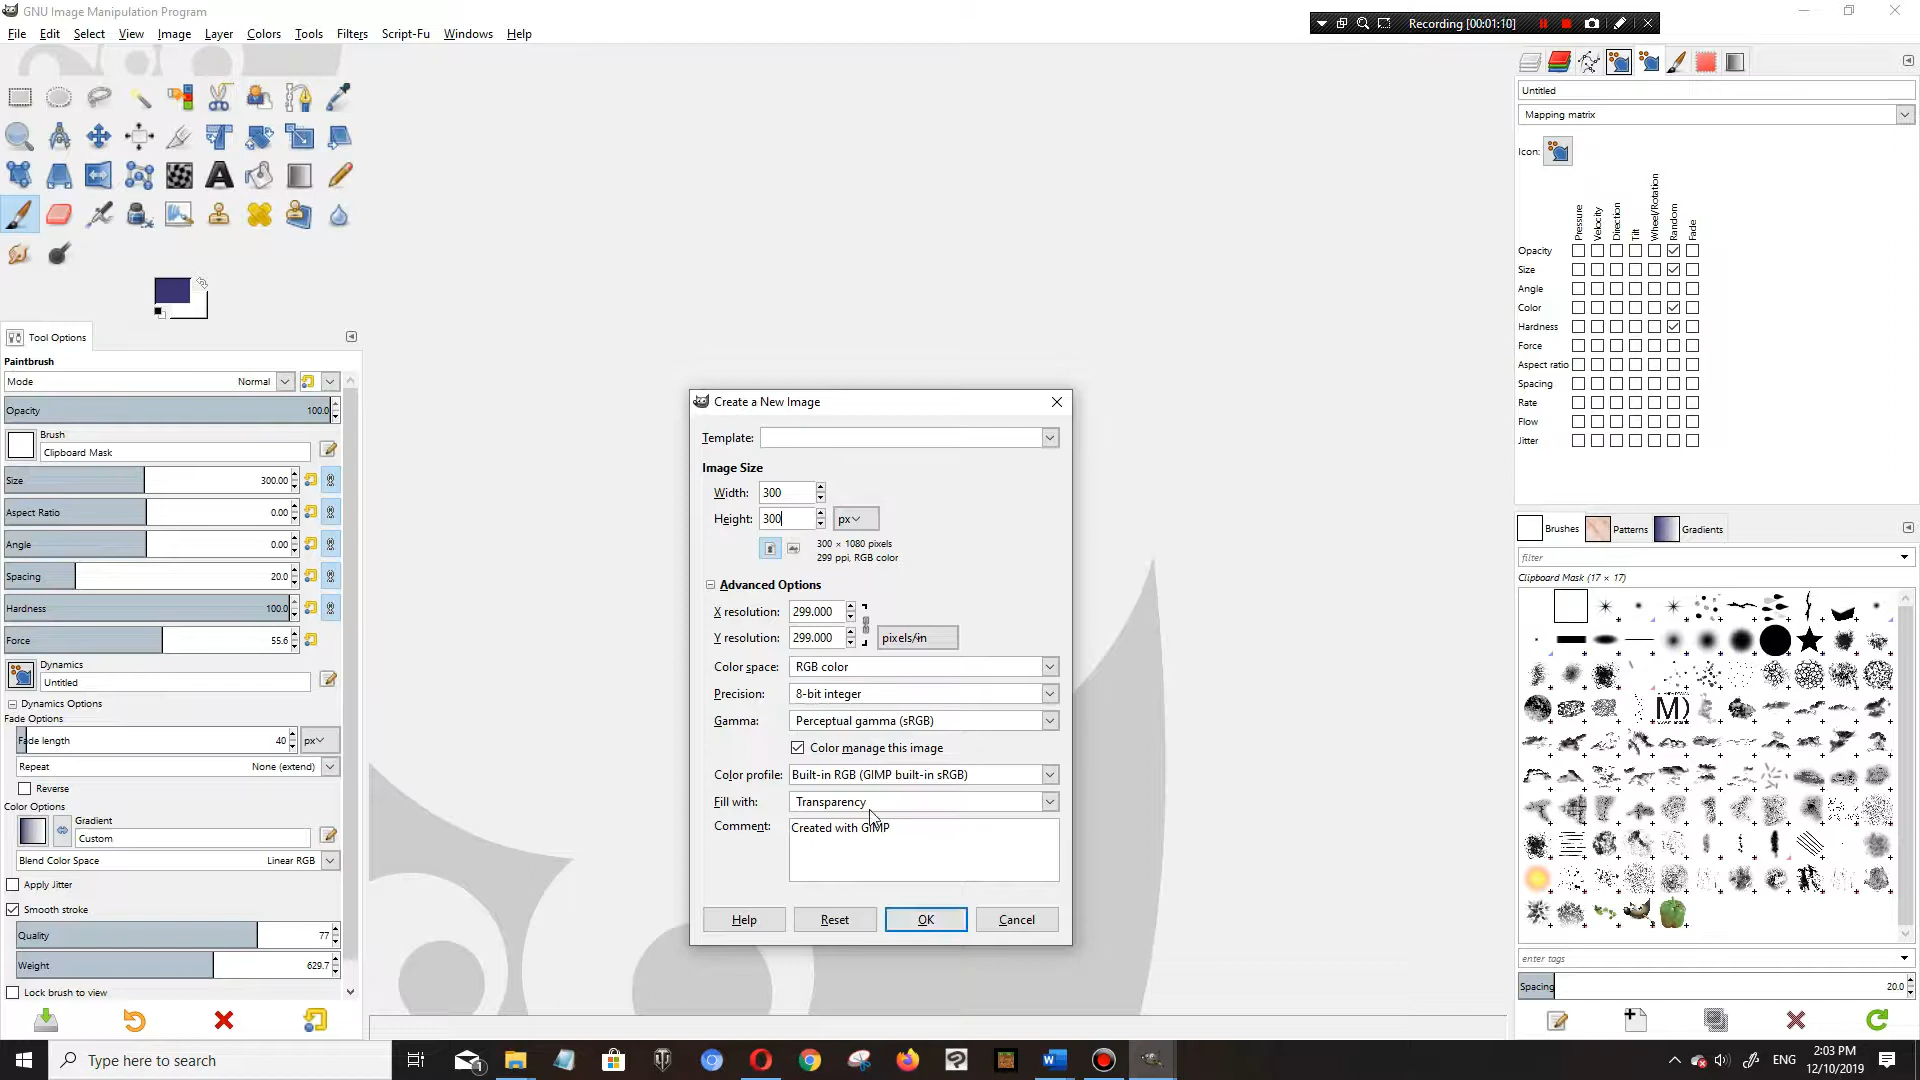 GNU Image Manipulation Program
Recording [00:01:10]
File Edit Select View Image Layer Colors Tools Filters Script-Fu Windows Help
Tool Options
Paintbrush
Mode Normal
Opacity 100.0
Brush
Clipboard Mask
Size 300.00
Aspect Ratio 0.00
Angle 0.00
Spacing 20.0
Hardness 100.0
Force 55.6
Dynamics
Untitled
Dynamics Options
Fade Options
Fade length 40 px
Repeat None (extend)
Reverse
Color Options
Gradient
Custom
Blend Color Space Linear RGB
Apply Jitter
Smooth stroke
Quality 77
Weight 629.7
Lock brush to view
Create a New Image
Template:
Image Size
Width: 300
Height: 300 px
300 × 1080 pixels
299 ppi, RGB color
Advanced Options
X resolution: 299.000
Y resolution: 299.000 pixels/in
Color space: RGB color
Precision: 8-bit integer
Gamma: Perceptual gamma (sRGB)
Color manage this image
Color profile: Built-in RGB (GIMP built-in sRGB)
Fill with: Transparency
Comment: Created with GIMP
Help Reset OK Cancel
Untitled
Mapping matrix
Icon:
Pressure Velocity Direction Tilt Wheel/Rotation Random Fade
Opacity
Size
Angle
Color
Hardness
Force
Aspect ratio
Spacing
Rate
Flow
Jitter
Brushes Patterns Gradients
filter
Clipboard Mask (17 × 17)
M)
enter tags
Spacing 20.0
Type here to search
1
W
ENG
2:03 PM
12/10/2019